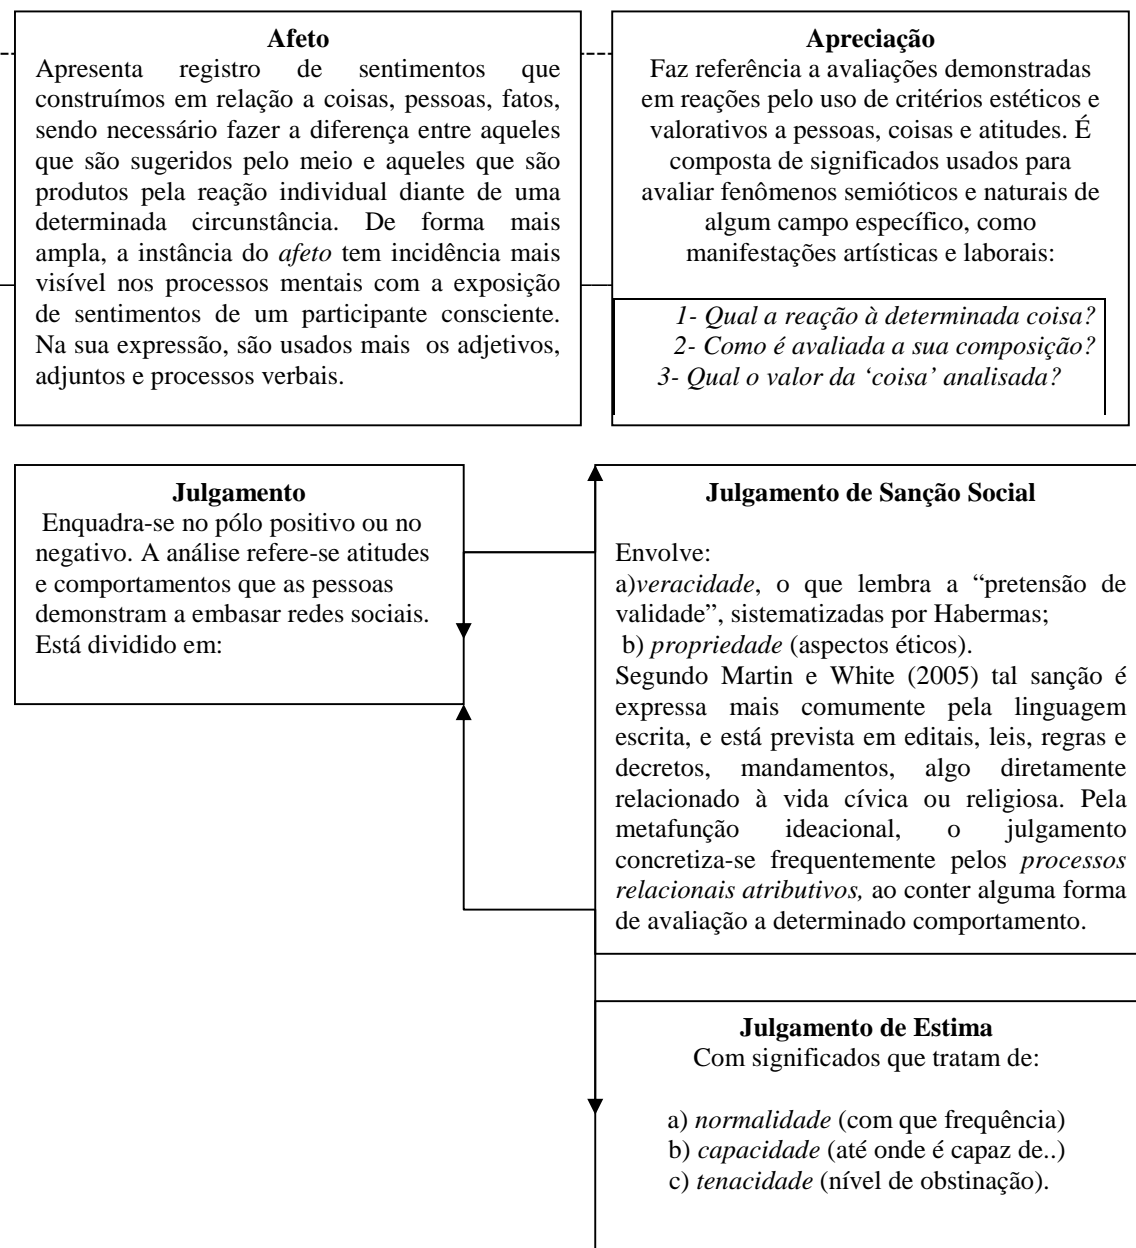 Afeto
Apresenta registro de sentimentos que
construímos em relação a coisas, pessoas, fatos,
sendo necessário fazer a diferença entre aqueles
que são sugeridos pelo meio e aqueles que são
produtos pela reação individual diante de uma
determinada circunstância. De forma mais
ampla, a instância do afeto tem incidência mais
visível nos processos mentais com a exposição
de sentimentos de um participante consciente.
Na sua expressão, são usados mais os adjetivos,
adjuntos e processos verbais.
Apreciação
Faz referência a avaliações demonstradas
em reações pelo uso de critérios estéticos e
valorativos a pessoas, coisas e atitudes. É
composta de significados usados para
avaliar fenômenos semióticos e naturais de
algum campo específico, como
manifestações artísticas e laborais:
1- Qual a reação à determinada coisa?
2- Como é avaliada a sua composição?
3- Qual o valor da ‘coisa’ analisada?
Julgamento
Enquadra-se no pólo positivo ou no
negativo. A análise refere-se atitudes
e comportamentos que as pessoas
demonstram a embasar redes sociais.
Está dividido em:
Julgamento de Sanção Social
Envolve:
a)veracidade, o que lembra a “pretensão de
validade”, sistematizadas por Habermas;
b) propriedade (aspectos éticos).
Segundo Martin e White (2005) tal sanção é
expressa mais comumente pela linguagem
escrita, e está prevista em editais, leis, regras e
decretos, mandamentos, algo diretamente
relacionado à vida cívica ou religiosa. Pela
metafunção ideacional, o julgamento
concretiza-se frequentemente pelos processos
relacionais atributivos, ao conter alguma forma
de avaliação a determinado comportamento.
Julgamento de Estima
Com significados que tratam de:
a) normalidade (com que frequência)
b) capacidade (até onde é capaz de..)
c) tenacidade (nível de obstinação).